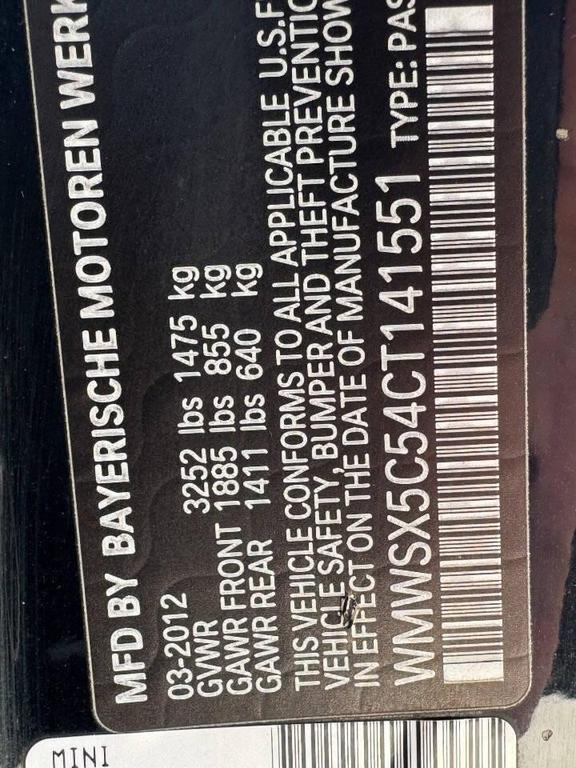 MFD BY BAYERISCHE MOTOREN WERK
03-2012
GVWR 3252 lbs 1475 kg
GAWR FRONT 1885 lbs 855 kg
GAWR REAR 1411 lbs 640 kg
THIS VEHICLE CONFORMS TO ALL APPLICABLE U.S.F
VEHICLE SAFETY, BUMPER AND THEFT PREVENTIO
IN EFFECT ON THE DATE OF MANUFACTURE SHOW
WMWSX5C54CT141551 TYPE: PAS
MINI